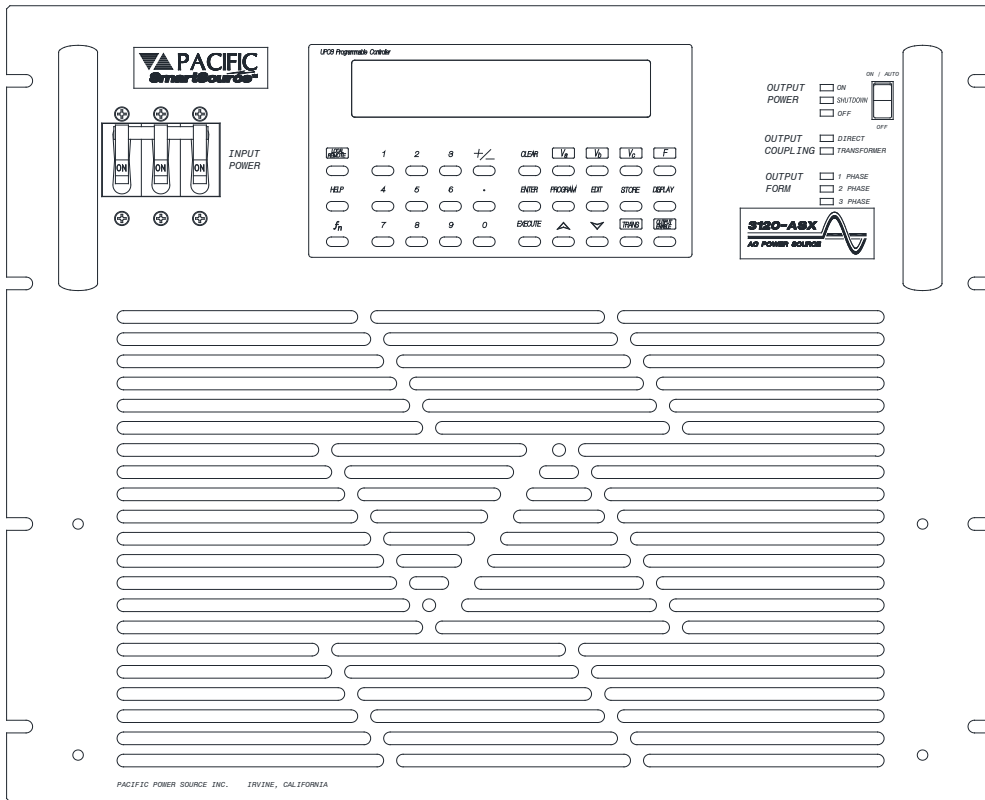 UPC9 Programmable Controller
PACIFIC
SmartSource™
ON / AUTO
OFF
OUTPUT POWER
ON
SHUTDOWN
OFF
OUTPUT COUPLING
DIRECT
TRANSFORMER
OUTPUT FORM
1 PHASE
2 PHASE
3 PHASE
INPUT POWER
ON ON ON
LOCAL REMOTE 1 2 3 +/_ CLEAR Va Vb Vc F
HELP 4 5 6 . ENTER PROGRAM EDIT STORE DISPLAY
fn 7 8 9 0 EXECUTE TRANS OUTPUT ENABLE
3120-ASX
AC POWER SOURCE
PACIFIC POWER SOURCE INC. IRVINE, CALIFORNIA